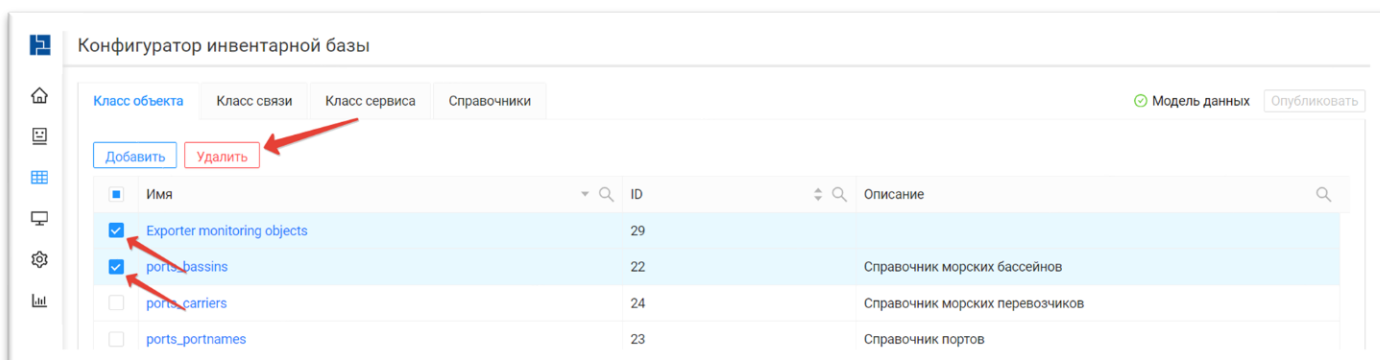 Конфигуратор инвентарной базы
Класс объекта Класс связи Класс сервиса Справочники Модель данных Опубликовать
Добавить Удалить
Имя ID Описание
Exporter monitoring objects 29
ports_bassins 22 Справочник морских бассейнов
ports_carriers 24 Справочник морских перевозчиков
ports_portnames 23 Справочник портов